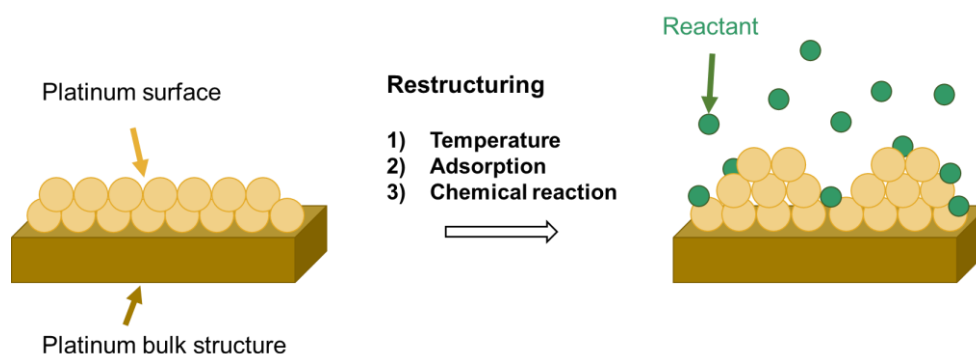 Reactant
Platinum surface
Restructuring
1) Temperature
2) Adsorption
3) Chemical reaction
Platinum bulk structure